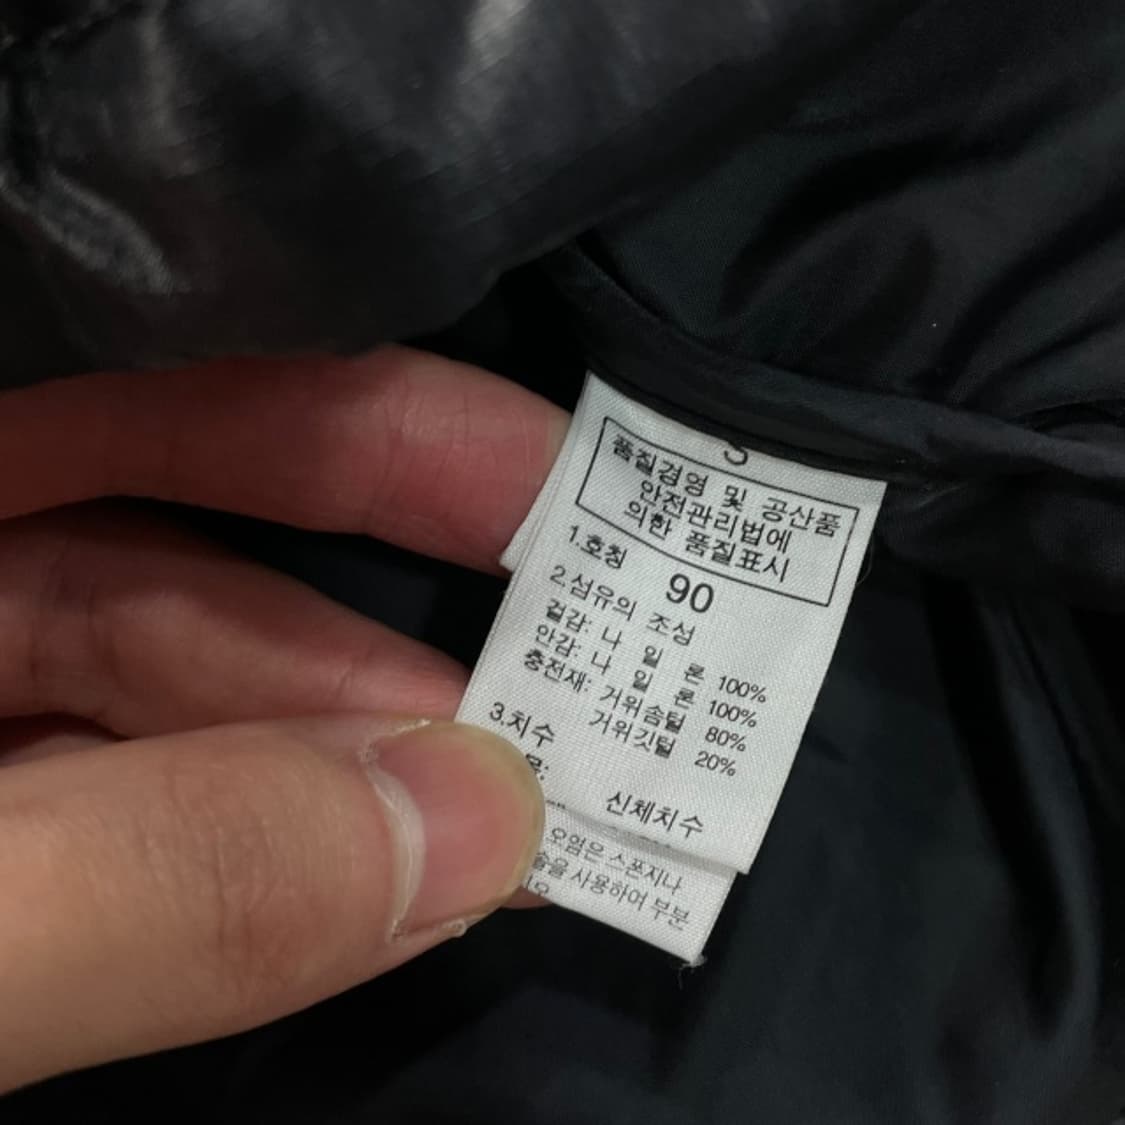 품질경영 및 공산품
안전관리법에
의한 품질표시
1.호칭 90
2.섬유의 조성
겉감: 나 일 론 100%
안감: 나 일 론 100%
충전재: 거위솜털 80%
거위깃털 20%
3.치수
신체치수
오염은 스폰지나
솔을 사용하여 부분